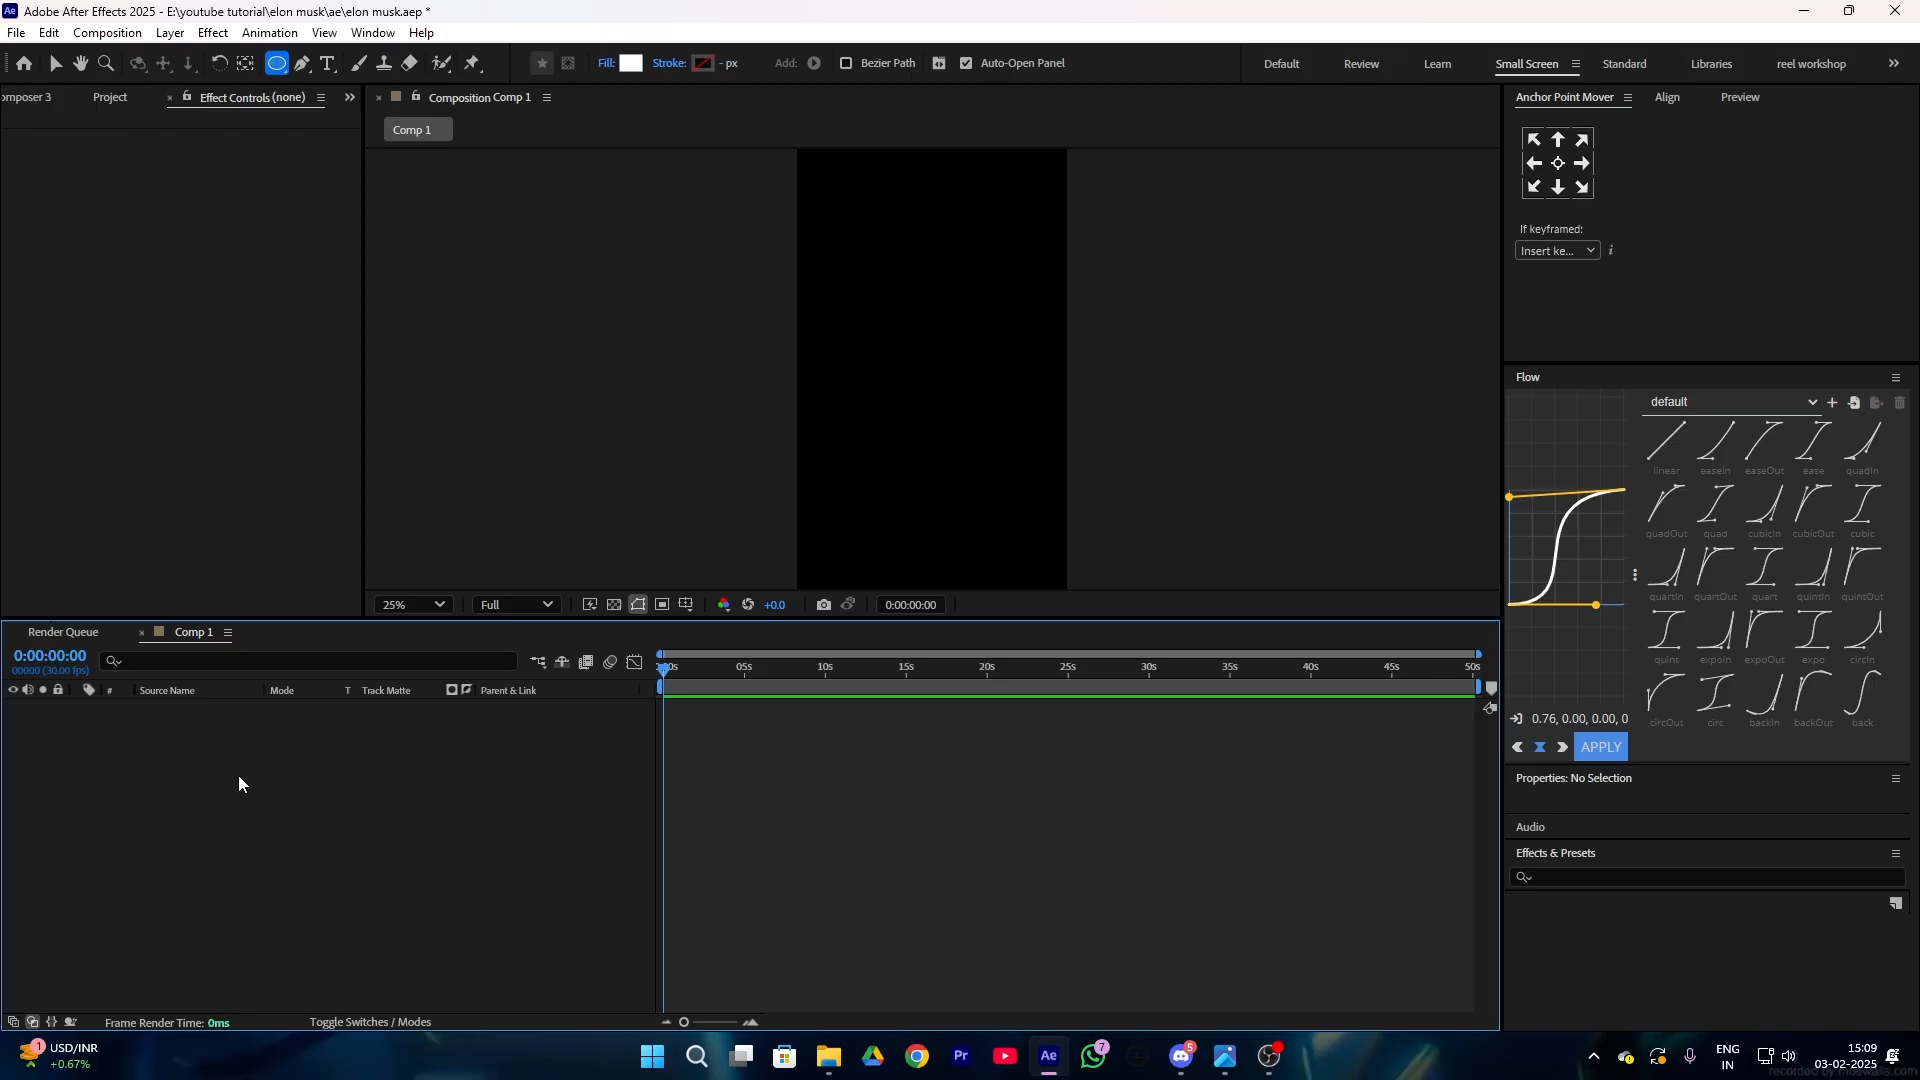 Ae Adobe After Effects 2025 - E:\youtube tutorial\elon musk\ae\elon musk.aep *
File Edit Composition Layer Effect Animation View Window Help
Fill: Stroke: - px Add: Bezier Path Auto-Open Panel Default Review Learn Small Screen Standard Libraries reel workshop
omposer 3 Project × Effect Controls (none) × Composition Comp 1
Comp 1
Anchor Point Mover Align Preview
If keyframed:
Insert ke...
Flow
default
linear easeIn easeOut ease quadIn
quadOut quad cubicIn cubicOut cubic
quartIn quartOut quart quintIn quintOut
quint expoIn expoOut expo circIn
circOut circ backIn backOut back
0.76, 0.00, 0.00, 0
APPLY
25% Full +0.0 0:00:00:00
Render Queue × Comp 1
0:00:00:00
00000 (30.00 fps)
05s 10s 15s 20s 25s 30s 35s 40s 45s 50s
# Source Name Mode T Track Matte Parent & Link
Properties: No Selection
Audio
Effects & Presets
Frame Render Time: 0ms Toggle Switches / Modes
1 USD/INR
+0.67%
Pr Ae 7 5
ENG
IN
15:09
03-02-2025